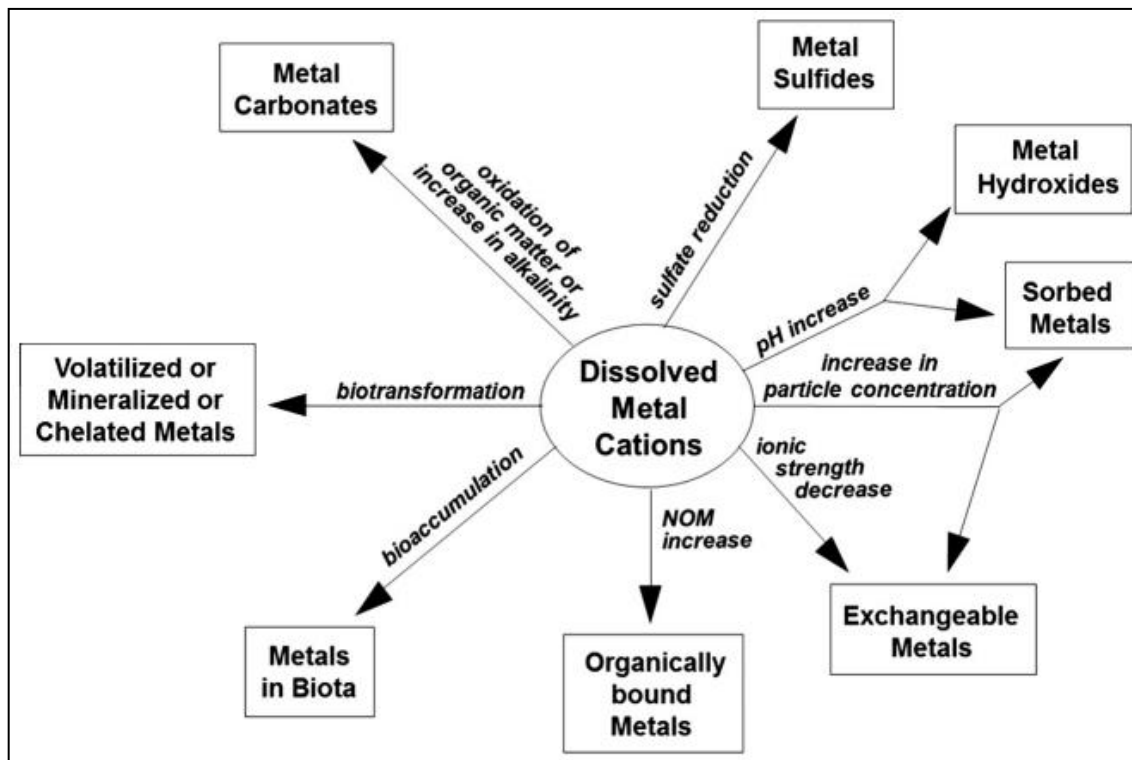 Metal
Carbonates
Metal
Sulfides
Metal
Hydroxides
oxidation of
organic matter or
increase in alkalinity
sulfate reduction
pH increase
Sorbed
Metals
Volatilized or
Mineralized or
Chelated Metals
biotransformation
Dissolved
Metal
Cations
increase in
particle concentration
ionic
strength
decrease
bioaccumulation
NOM
increase
Metals
in Biota
Organically
bound
Metals
Exchangeable
Metals